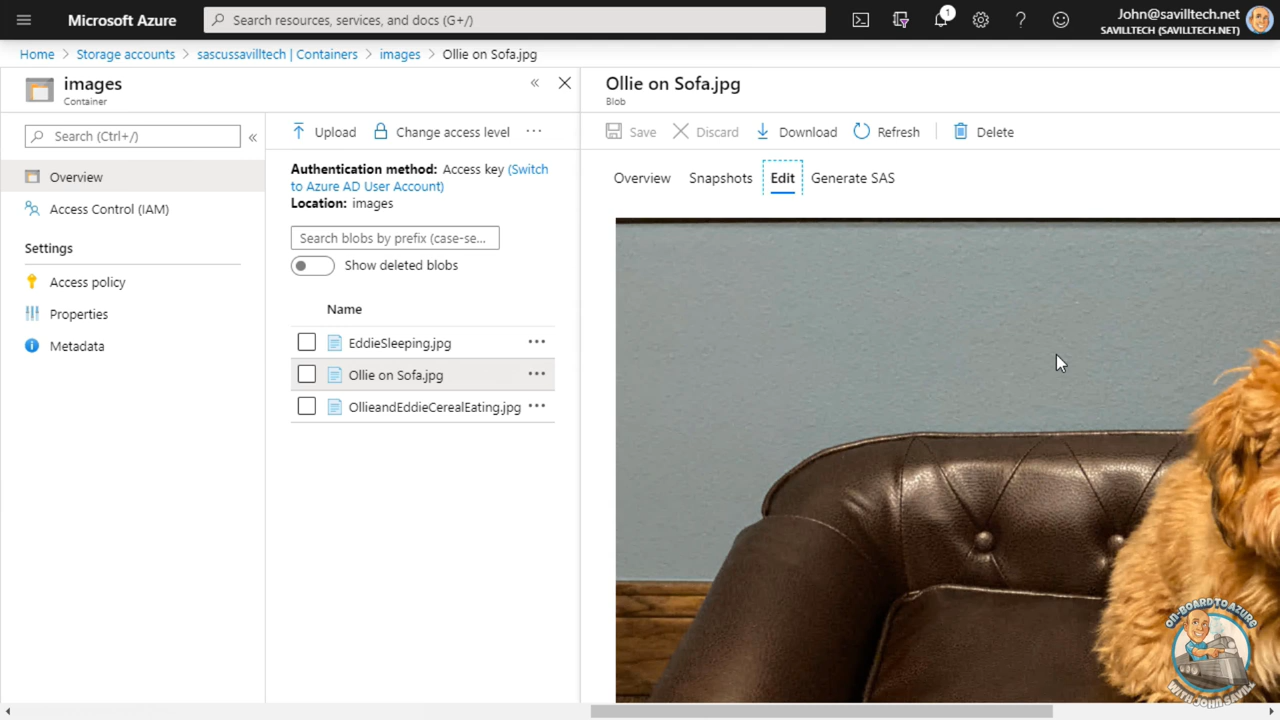 Microsoft Azure
Search resources, services, and docs (G+/)
1
John@savilltech.net
SAVILLTECH (SAVILLTECH.NET)
Home > Storage accounts > sascussavilltech | Containers > images > Ollie on Sofa.jpg
images
Container
Search (Ctrl+/)
Overview
Access Control (IAM)
Settings
Access policy
Properties
Metadata
Upload
Change access level
Authentication method: Access key (Switch
to Azure AD User Account)
Location: images
Search blobs by prefix (case-se...
Show deleted blobs
Name
EddieSleeping.jpg
Ollie on Sofa.jpg
OllieandEddieCerealEating.jpg
Ollie on Sofa.jpg
Blob
Save
Discard
Download
Refresh
Delete
Overview
Snapshots
Edit
Generate SAS
ON-BOARD TO AZURE
WITH JOHN SAVILL